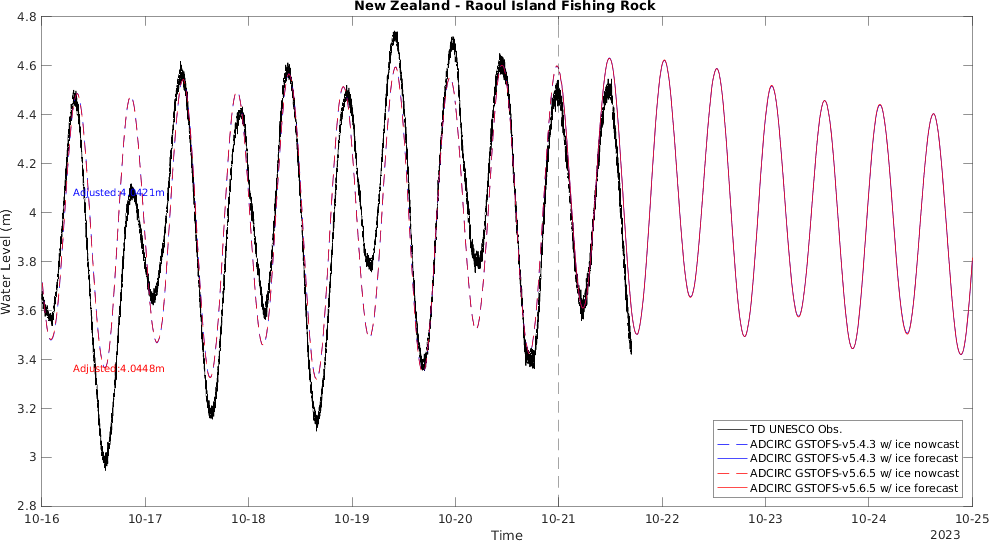 New Zealand - Raoul Island Fishing Rock
4.8
4.6
4.4
4.2
4
3.8
3.6
3.4
3.2
3
2.8
Water Level (m)
Adjusted:4.0421m
Adjusted:4.0448m
TD UNESCO Obs.
ADCIRC GSTOFS-v5.4.3 w/ ice nowcast
ADCIRC GSTOFS-v5.4.3 w/ ice forecast
ADCIRC GSTOFS-v5.6.5 w/ ice nowcast
ADCIRC GSTOFS-v5.6.5 w/ ice forecast
10-16 10-17 10-18 10-19 10-20 10-21 10-22 10-23 10-24 10-25
Time
2023